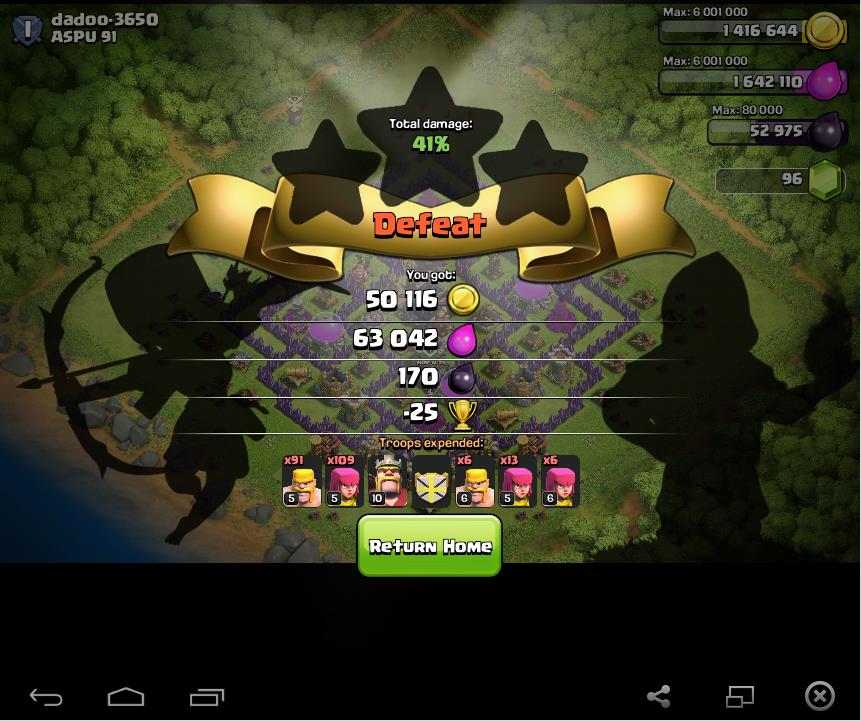 dadoo-3650
ASPU 91
Max: 6 001 000
1 416 644
Max: 6 001 000
1 642 110
Max: 80 000
52 975
96
Total damage:
41%
Defeat
You got:
50 116
63 042
170
-25
Troops expended:
x91 x109 x6 x13 x6
5 5 10 6 5 6
Return Home